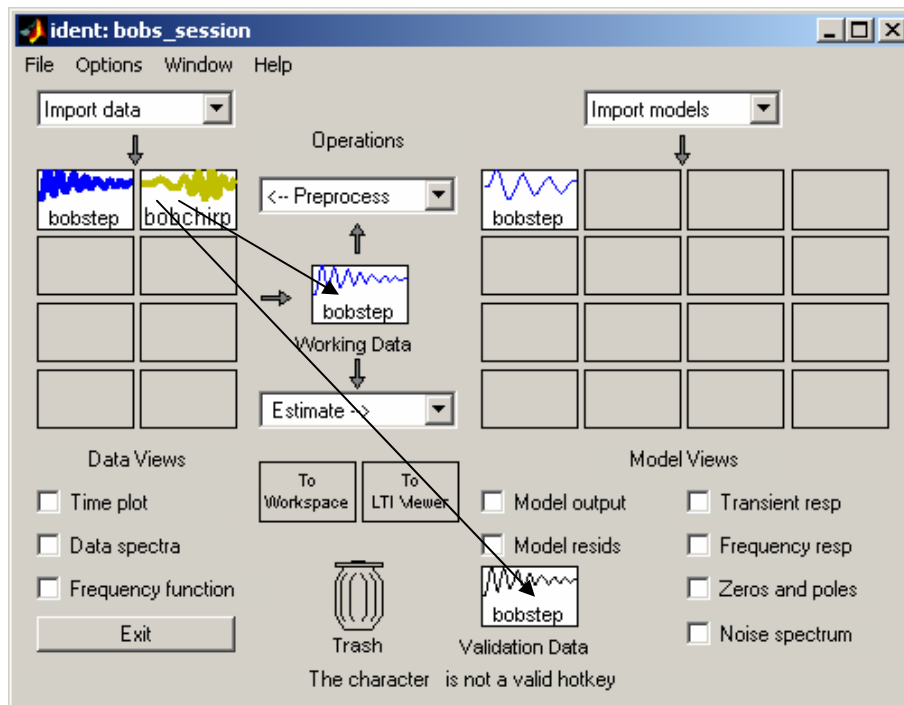 ident: bobs_session
File Options Window Help
Import data
Import models
Operations
bobstep
bobchirp
<-- Preprocess
bobstep
bobstep
Working Data
Estimate -->
Data Views
Model Views
To Workspace
To LTI Viewer
Time plot
Data spectra
Frequency function
Exit
Trash
Model output
Model resids
bobstep
Validation Data
Transient resp
Frequency resp
Zeros and poles
Noise spectrum
The character is not a valid hotkey